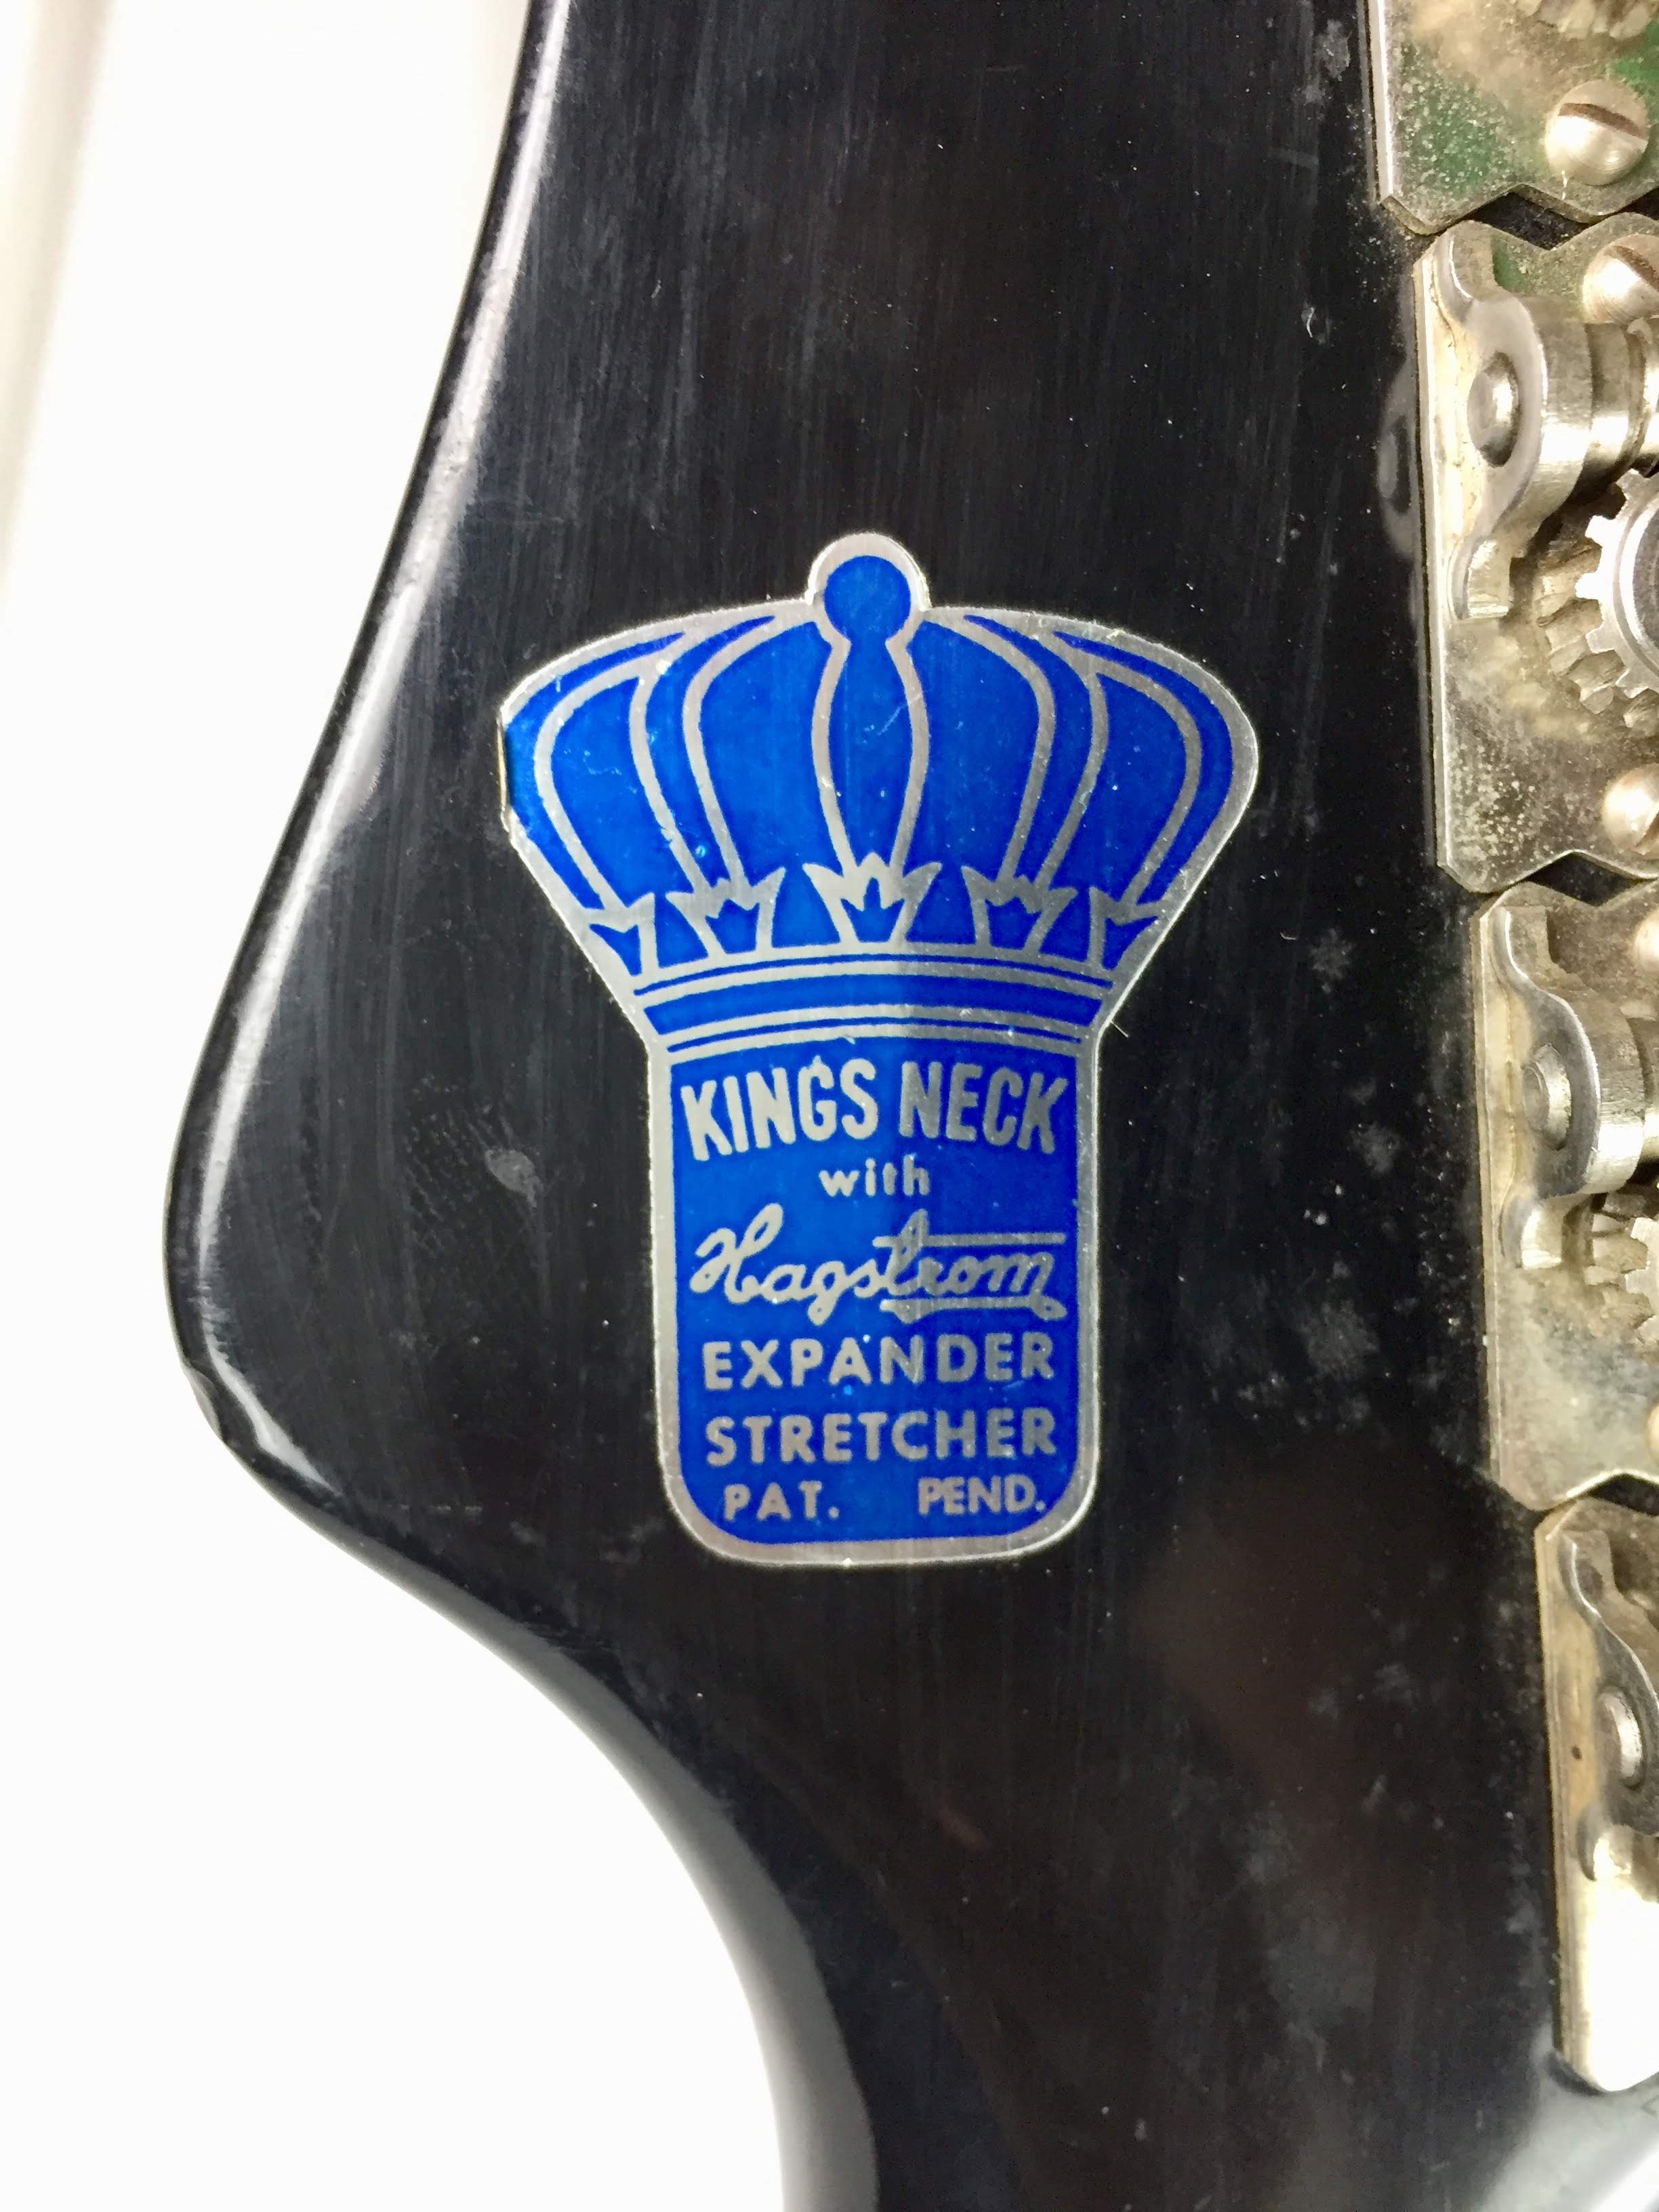 KINGS NECK
with
Hagstrom
EXPANDER
STRETCHER
PAT. PEND.